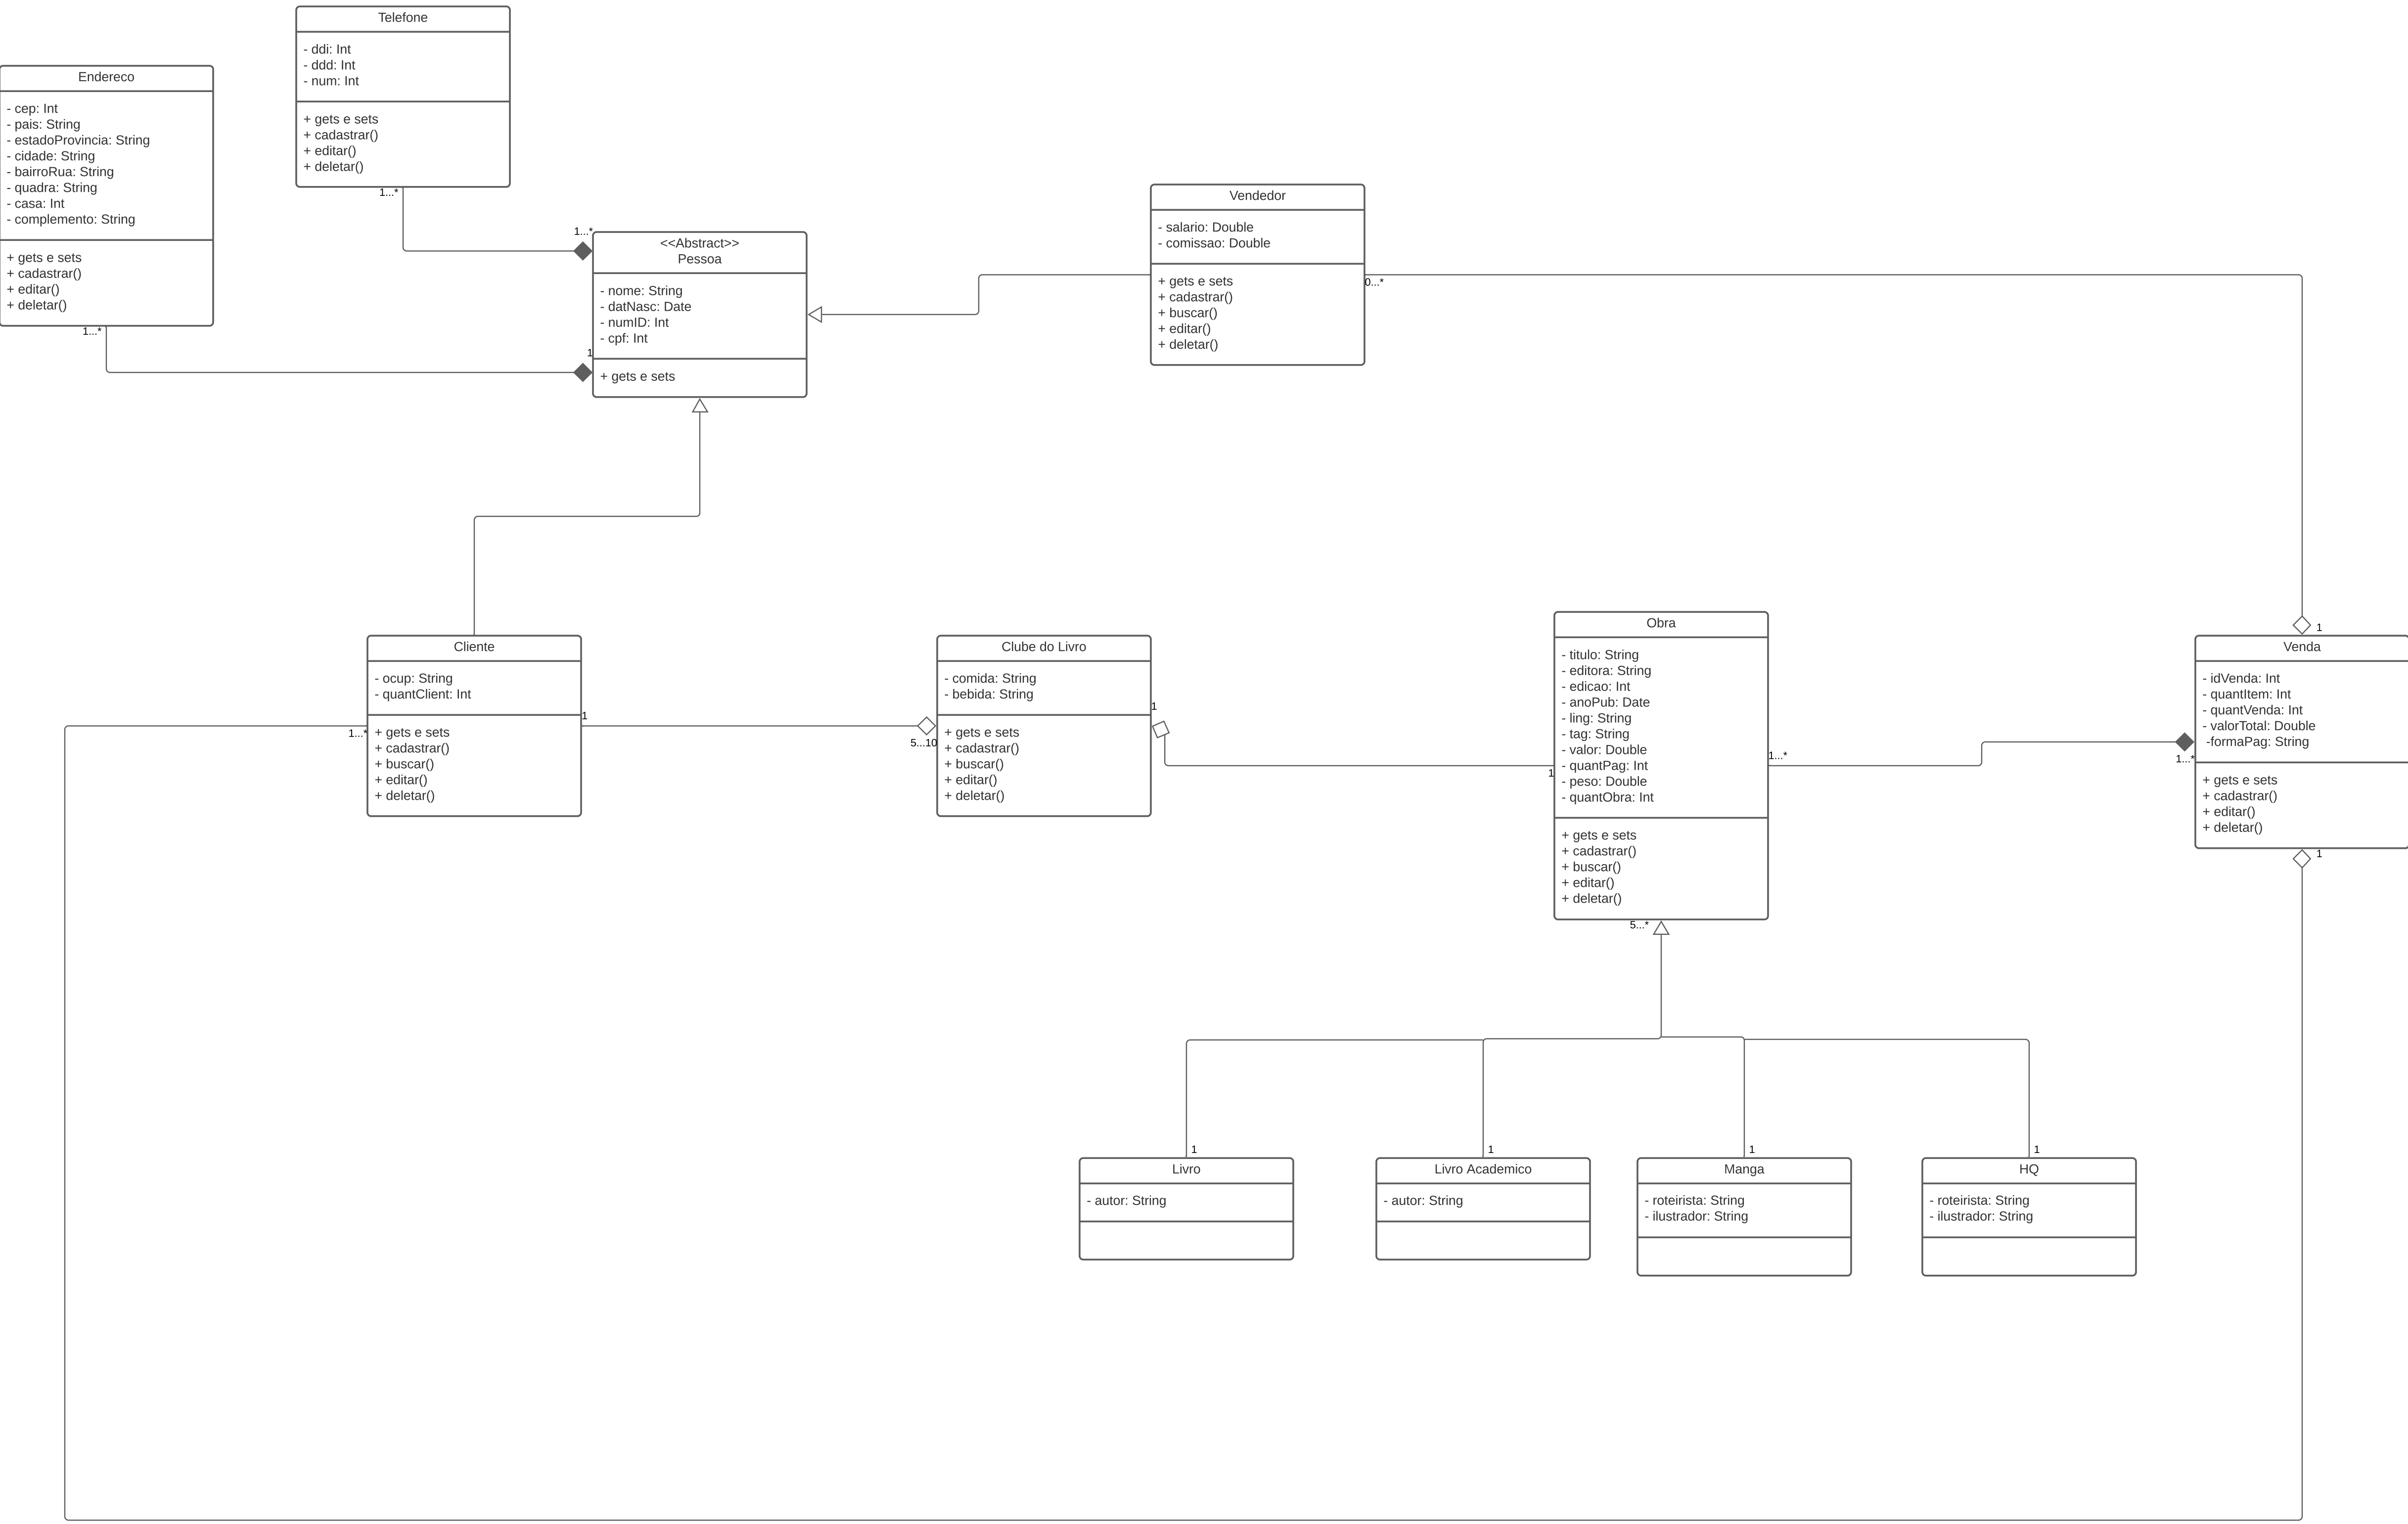 Telefone
- ddi: Int
- ddd: Int
- num: Int
+ gets e sets
+ cadastrar()
+ editar()
+ deletar()
1...*
Endereco
- cep: Int
- pais: String
- estadoProvincia: String
- cidade: String
- bairroRua: String
- quadra: String
- casa: Int
- complemento: String
+ gets e sets
+ cadastrar()
+ editar()
+ deletar()
1...*
1...*
1
<<Abstract>>
Pessoa
- nome: String
- datNasc: Date
- numID: Int
- cpf: Int
+ gets e sets
Vendedor
- salario: Double
- comissao: Double
+ gets e sets
+ cadastrar()
+ buscar()
+ editar()
+ deletar()
0...*
Cliente
- ocup: String
- quantClient: Int
+ gets e sets
+ cadastrar()
+ buscar()
+ editar()
+ deletar()
1...*
1
5...10
Clube do Livro
- comida: String
- bebida: String
+ gets e sets
+ cadastrar()
+ buscar()
+ editar()
+ deletar()
1
1
Obra
- titulo: String
- editora: String
- edicao: Int
- anoPub: Date
- ling: String
- tag: String
- valor: Double
- quantPag: Int
- peso: Double
- quantObra: Int
+ gets e sets
+ cadastrar()
+ buscar()
+ editar()
+ deletar()
1...*
5...*
1...*
1
Venda
- idVenda: Int
- quantItem: Int
- quantVenda: Int
- valorTotal: Double
-formaPag: String
+ gets e sets
+ cadastrar()
+ editar()
+ deletar()
1
1
Livro
- autor: String
1
Livro Academico
- autor: String
1
Manga
- roteirista: String
- ilustrador: String
1
HQ
- roteirista: String
- ilustrador: String